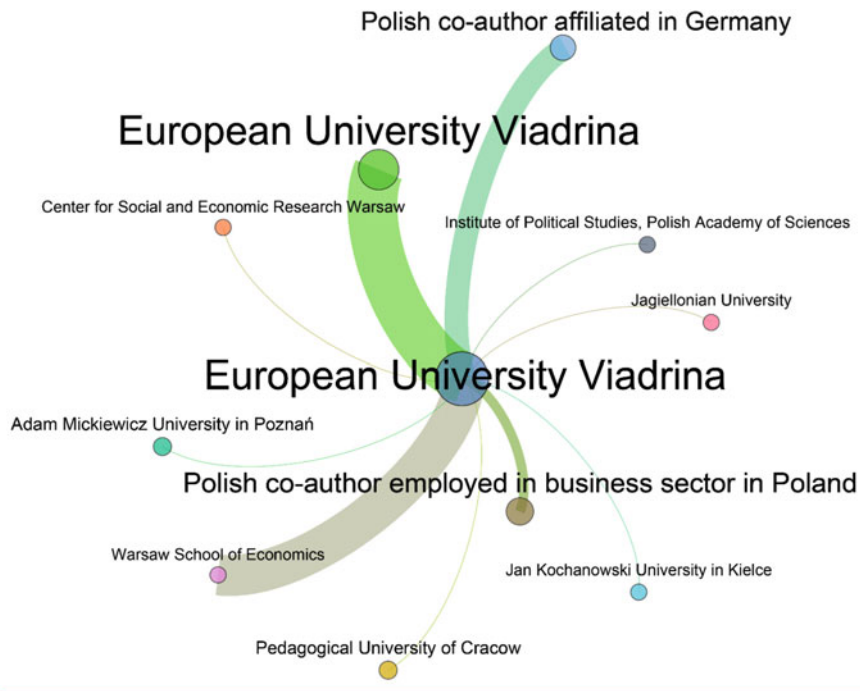 Polish co-author affiliated in Germany
European University Viadrina
Center for Social and Economic Research Warsaw
Institute of Political Studies, Polish Academy of Sciences
Jagiellonian University
European University Viadrina
Adam Mickiewicz University in Poznań
Polish co-author employed in business sector in Poland
Warsaw School of Economics
Jan Kochanowski University in Kielce
Pedagogical University of Cracow